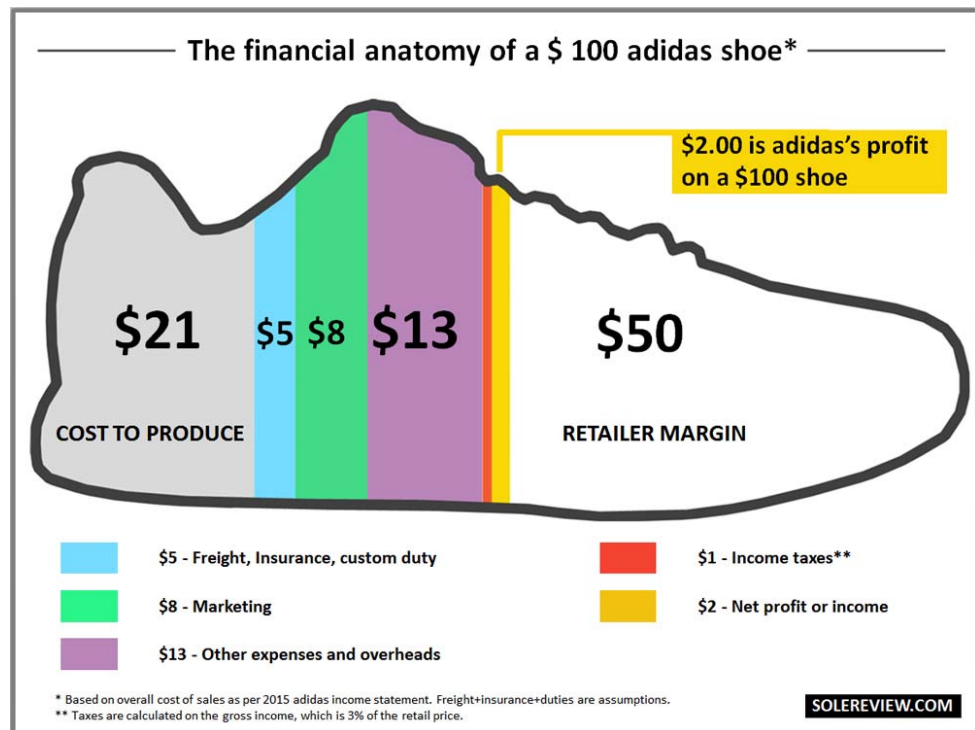 The financial anatomy of a $ 100 adidas shoe*
$2.00 is adidas's profit
on a $100 shoe
$21
$5
$8
$13
$50
COST TO PRODUCE
RETAILER MARGIN
$5 - Freight, Insurance, custom duty
$1 - Income taxes**
$8 - Marketing
$2 - Net profit or income
$13 - Other expenses and overheads
* Based on overall cost of sales as per 2015 adidas income statement. Freight+insurance+duties are assumptions.
** Taxes are calculated on the gross income, which is 3% of the retail price.
SOLEREVIEW.COM